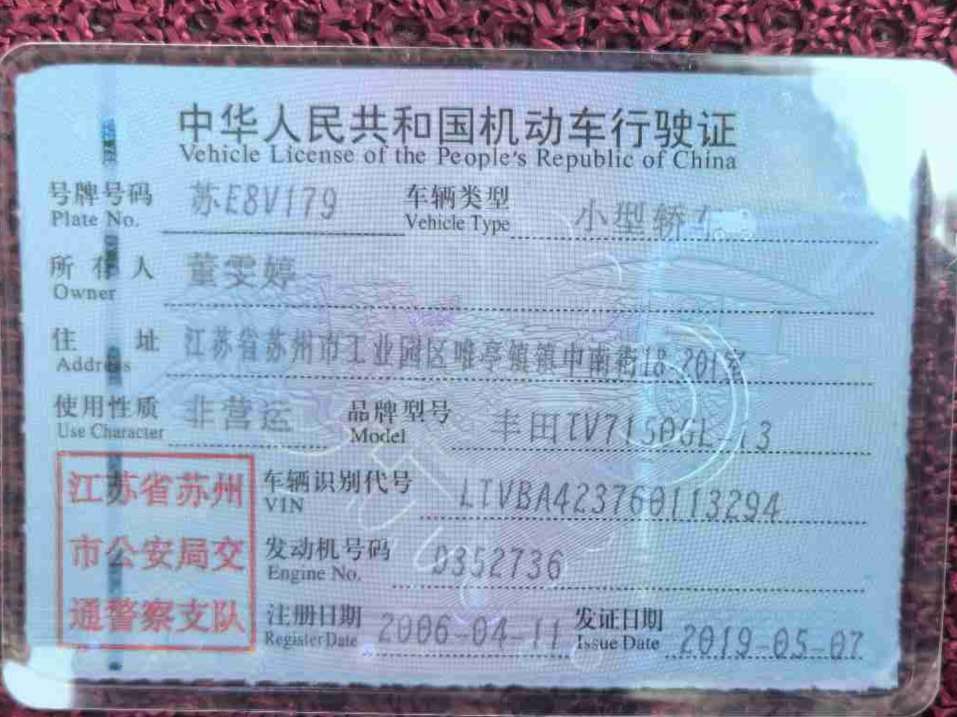 中华人民共和国机动车行驶证
Vehicle License of the People's Republic of China
号牌号码 苏E8V179 车辆类型 小型轿车
Plate No. Vehicle Type
所有人 董雯婷
Owner
住址 江苏省苏州市工业园区唯亭镇镇中南街18-201室
Address
使用性质 非营运 品牌型号 丰田
Use Character Model
江苏省苏州 车辆识别代号
VIN
市公安局交 发动机号码
Engine No.
通警察支队 注册日期 2006-04-11 发证日期 2019-05-07
Register Date Issue Date